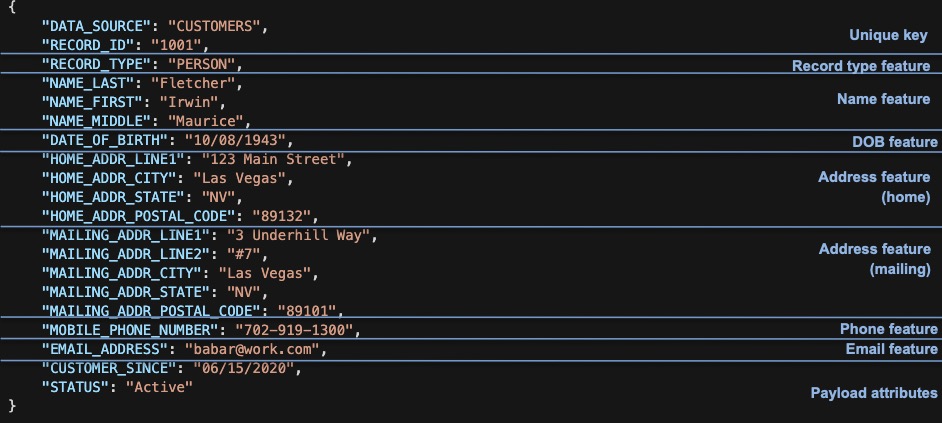 {
"DATA_SOURCE": "CUSTOMERS",
"RECORD_ID": "1001",
Unique key
"RECORD_TYPE": "PERSON",
Record type feature
"NAME_LAST": "Fletcher",
"NAME_FIRST": "Irwin",
Name feature
"NAME_MIDDLE": "Maurice",
"DATE_OF_BIRTH": "10/08/1943",
DOB feature
"HOME_ADDR_LINE1": "123 Main Street",
"HOME_ADDR_CITY": "Las Vegas",
Address feature
"HOME_ADDR_STATE": "NV",
(home)
"HOME_ADDR_POSTAL_CODE": "89132",
"MAILING_ADDR_LINE1": "3 Underhill Way",
"MAILING_ADDR_LINE2": "#7",
Address feature
"MAILING_ADDR_CITY": "Las Vegas",
(mailing)
"MAILING_ADDR_STATE": "NV",
"MAILING_ADDR_POSTAL_CODE": "89101",
"MOBILE_PHONE_NUMBER": "702-919-1300",
Phone feature
"EMAIL_ADDRESS": "babar@work.com",
Email feature
"CUSTOMER_SINCE": "06/15/2020",
"STATUS": "Active"
Payload attributes
}